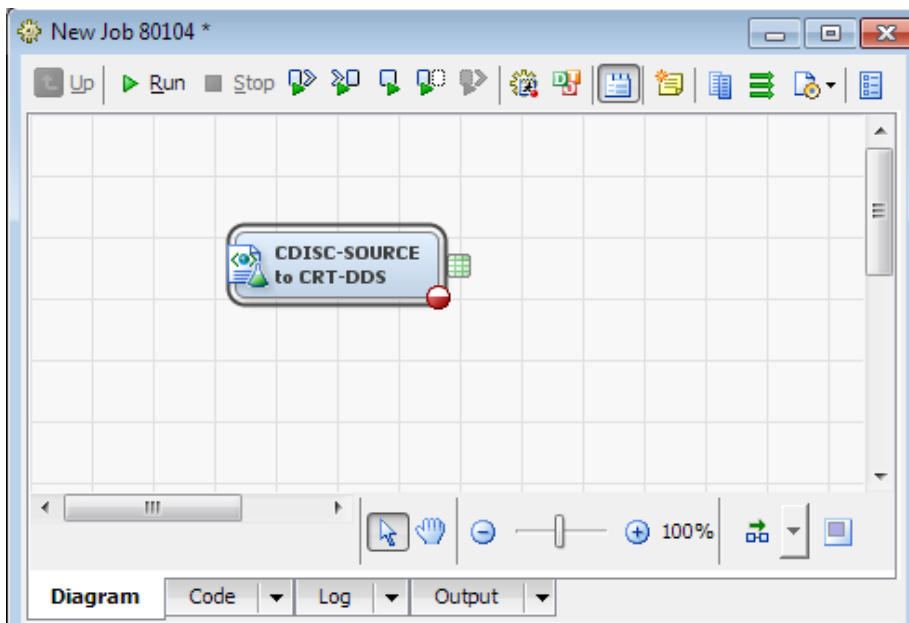 New Job 80104 *
Up Run Stop
CDISC-SOURCE
to CRT-DDS
100%
Diagram Code Log Output